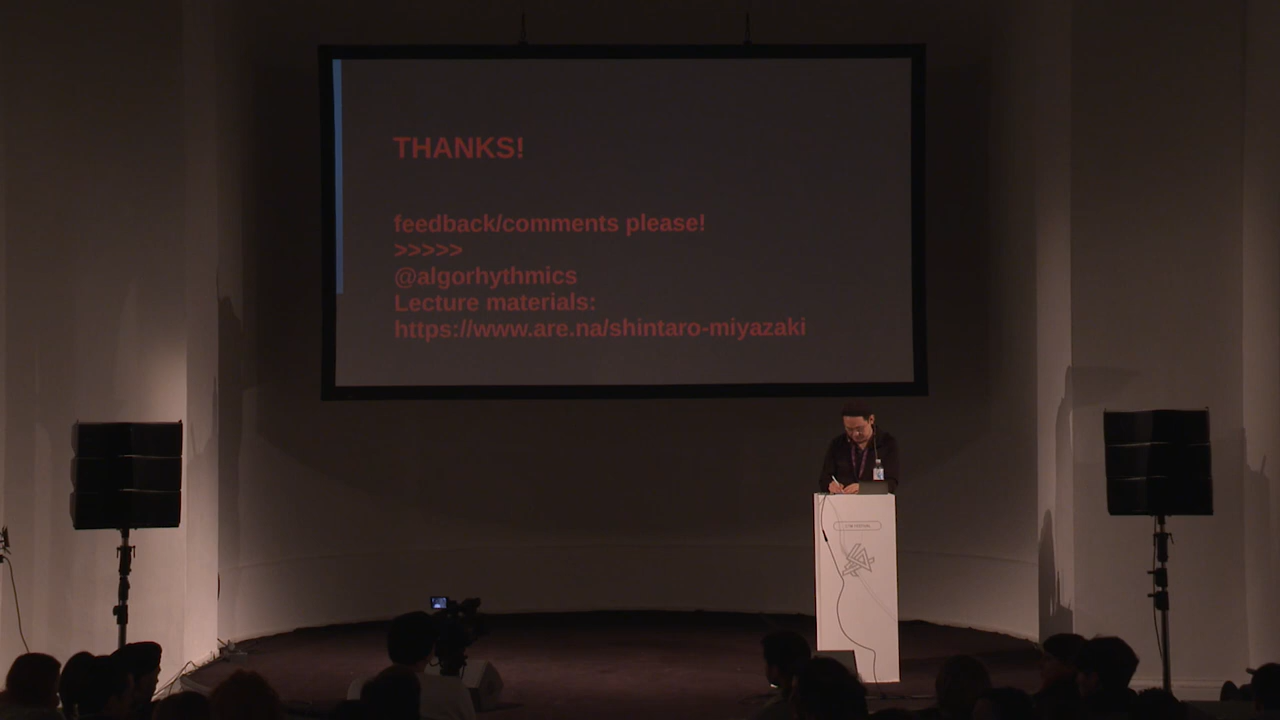 THANKS!
feedback/comments please!
>>>>>
@algorhythmics
Lecture materials:
https://www.are.na/shintaro-miyazaki